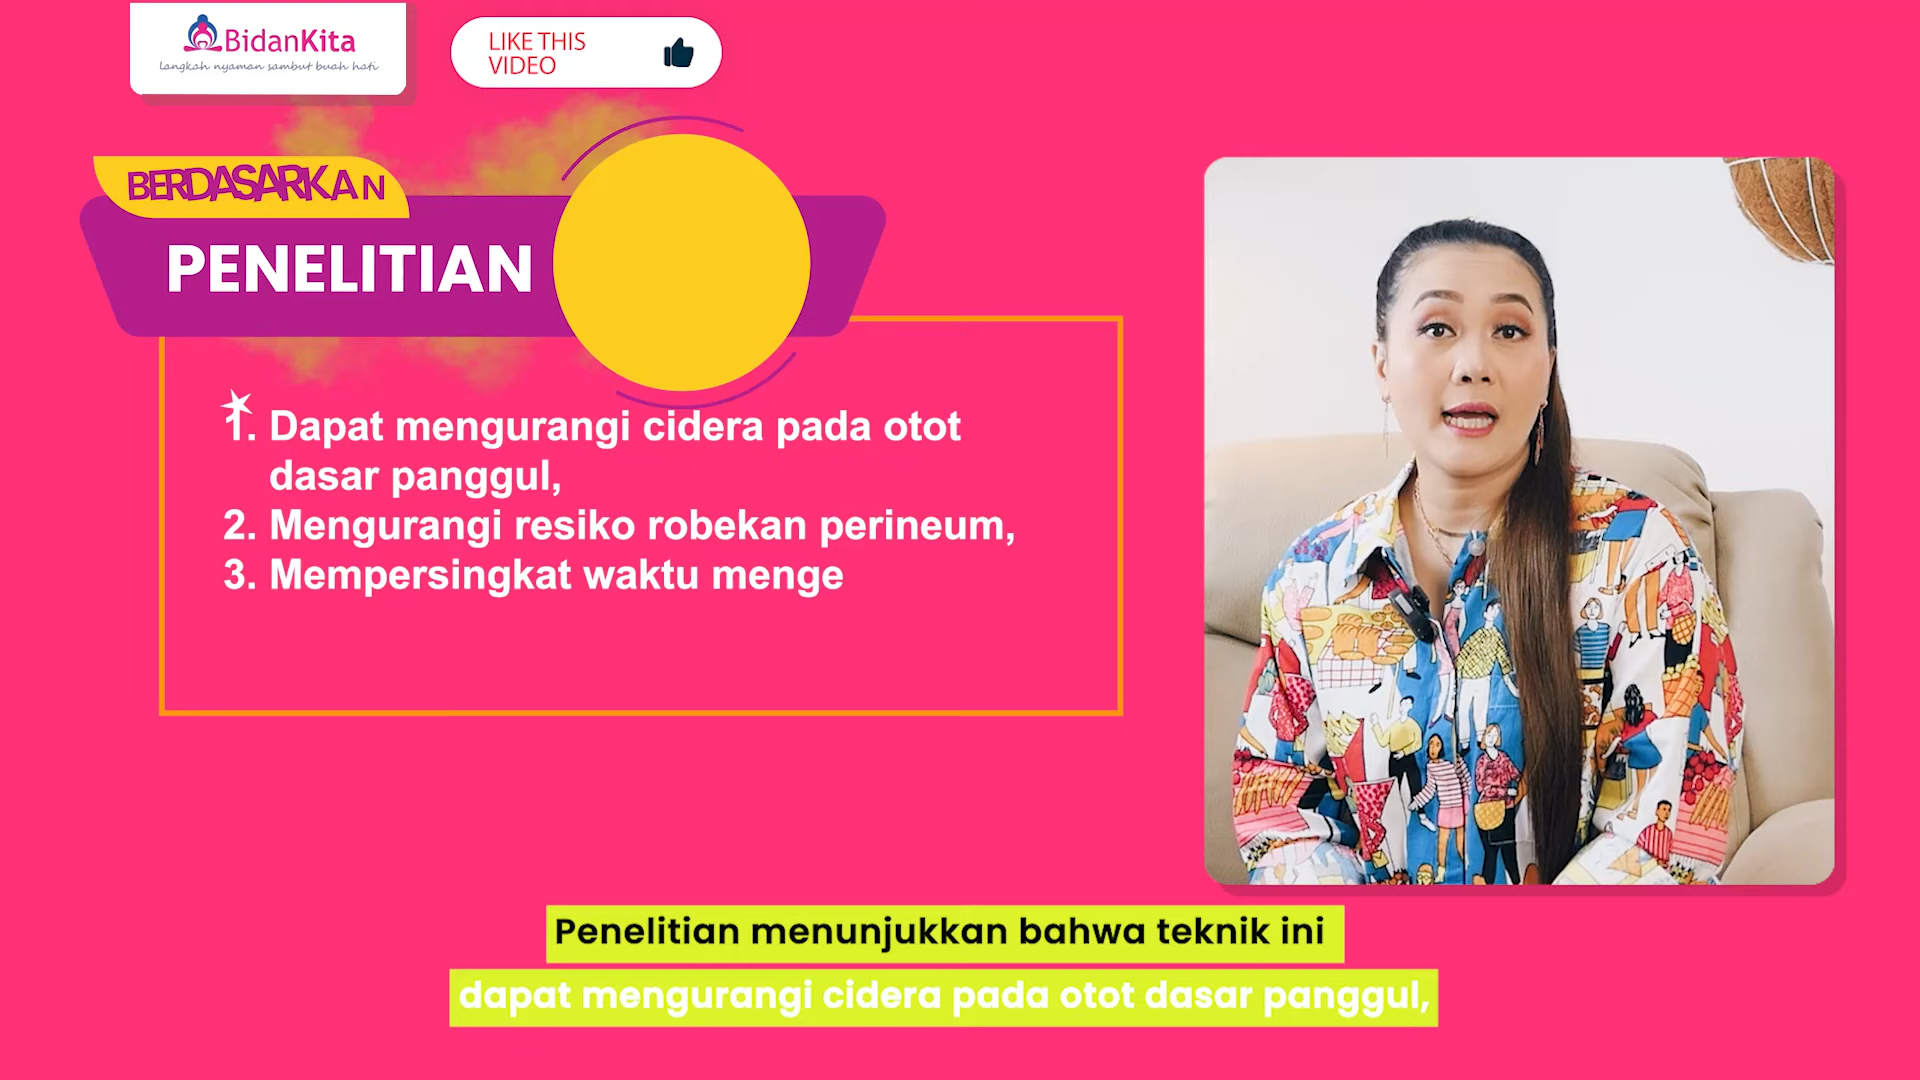 BidanKita
langkah nyaman sambut buah hati
LIKE THIS
VIDEO
BERDASARKAN
PENELITIAN
1. Dapat mengurangi cidera pada otot
dasar panggul,
2. Mengurangi resiko robekan perineum,
3. Mempersingkat waktu menge
Penelitian menunjukkan bahwa teknik ini
dapat mengurangi cidera pada otot dasar panggul,